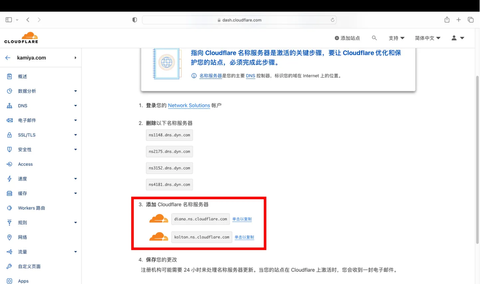 dash.cloudflare.com
CLOUDFLARE
添加站点
支持
简体中文
kamiya.com
概述
数据分析
DNS
电子邮件
SSL/TLS
安全性
Access
速度
缓存
Workers 路由
规则
网络
流量
自定义页面
Apps
指向 Cloudflare 名称服务器是激活的关键步骤，要让 Cloudflare 优化和保
护您的站点，必须完成此步骤。
名称服务器是您的主要 DNS 控制器，标识您的域在 Internet 上的位置。
1. 登录您的 Network Solutions 帐户
2. 删除以下名称服务器
ns1148.dns.dyn.com
ns2175.dns.dyn.com
ns3152.dns.dyn.com
ns4181.dns.dyn.com
3. 添加 Cloudflare 名称服务器
diana.ns.cloudflare.com 单击以复制
kolton.ns.cloudflare.com 单击以复制
4. 保存您的更改
注册机构可能需要 24 小时来处理名称服务器更新。当您的站点在 Cloudflare 上激活时，您会收到一封电子邮件。